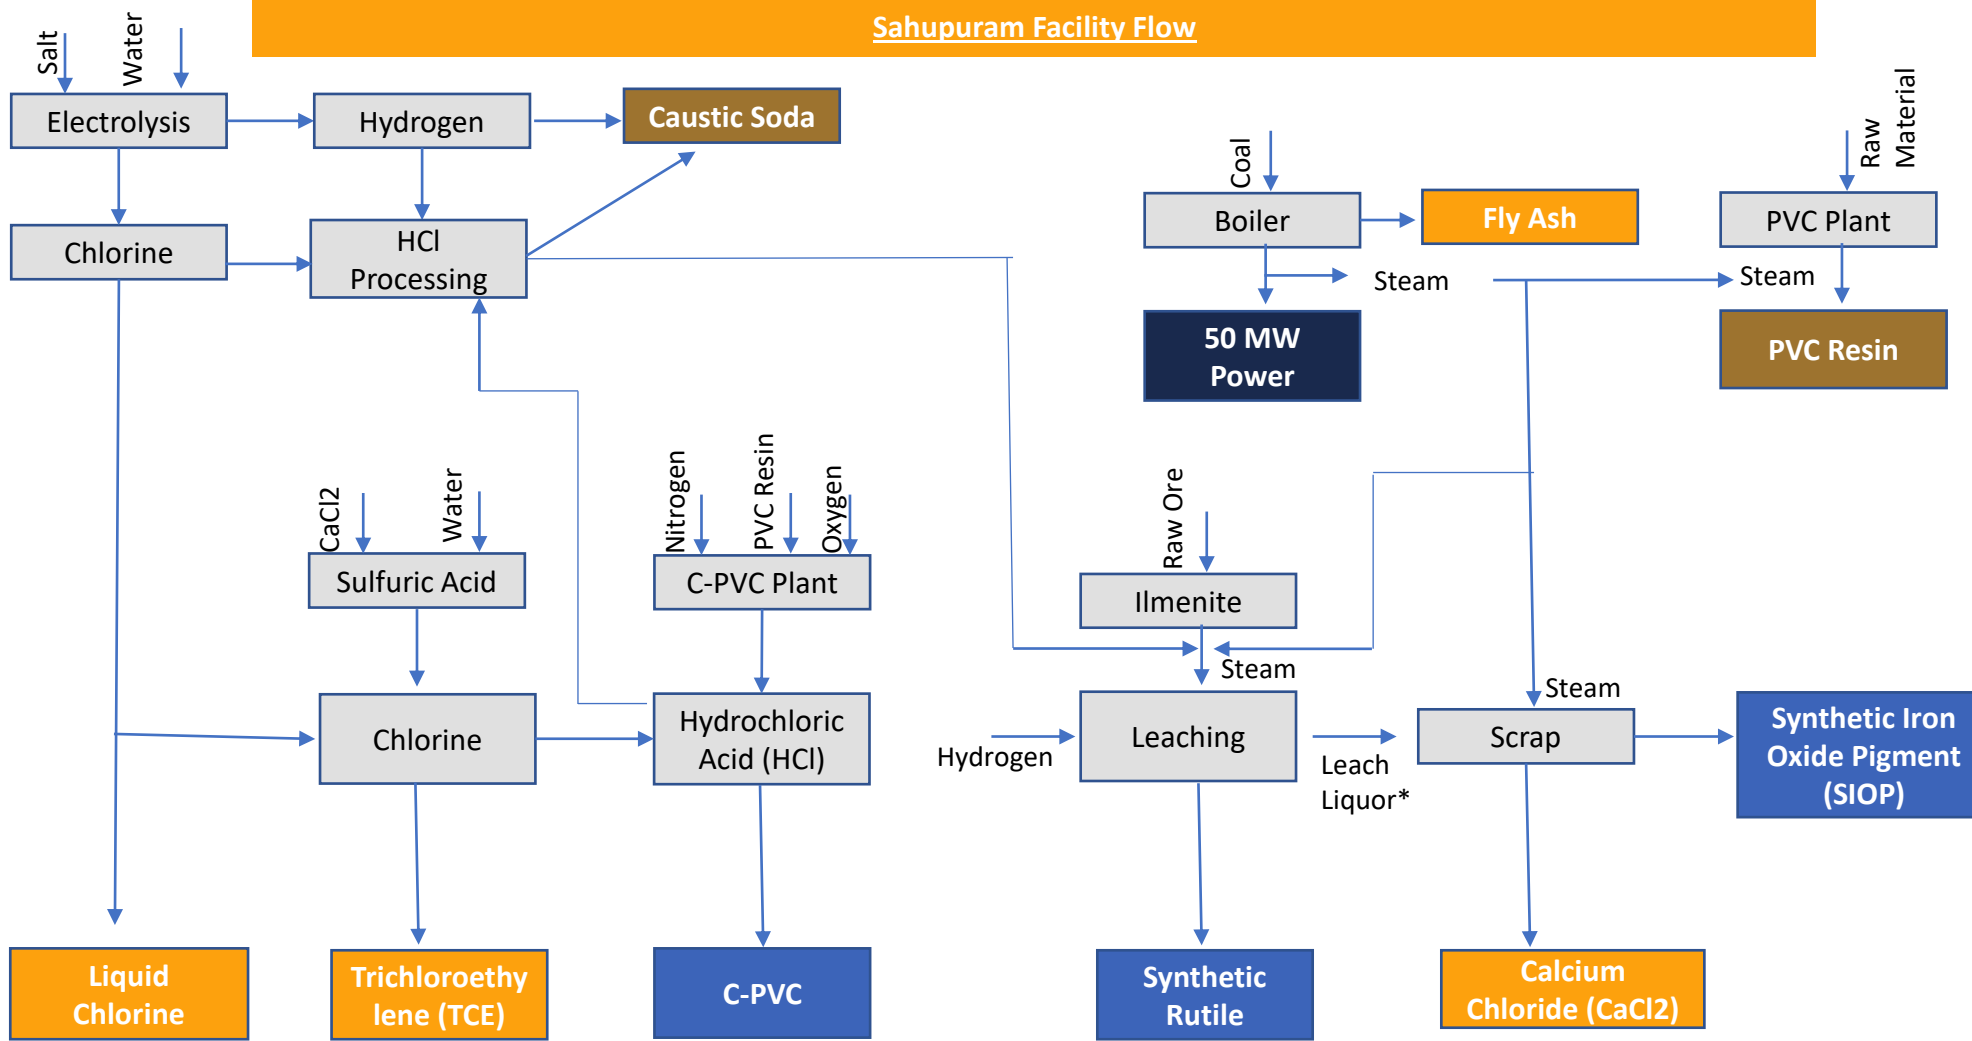 Sahupuram Facility Flow
Salt
Water
Electrolysis
Hydrogen
Caustic Soda
Chlorine
HCl
Processing
Coal
Boiler
Fly Ash
Steam
50 MW
Power
Raw
Material
PVC Plant
Steam
PVC Resin
CaCl2
Water
Sulfuric Acid
Nitrogen
PVC Resin
Oxygen
C-PVC Plant
Raw Ore
Ilmenite
Steam
Chlorine
Hydrochloric
Acid (HCl)
Hydrogen
Leaching
Leach
Liquor*
Steam
Scrap
Synthetic Iron
Oxide Pigment
(SIOP)
Liquid
Chlorine
Trichloroethy
lene (TCE)
C-PVC
Synthetic
Rutile
Calcium
Chloride (CaCl2)